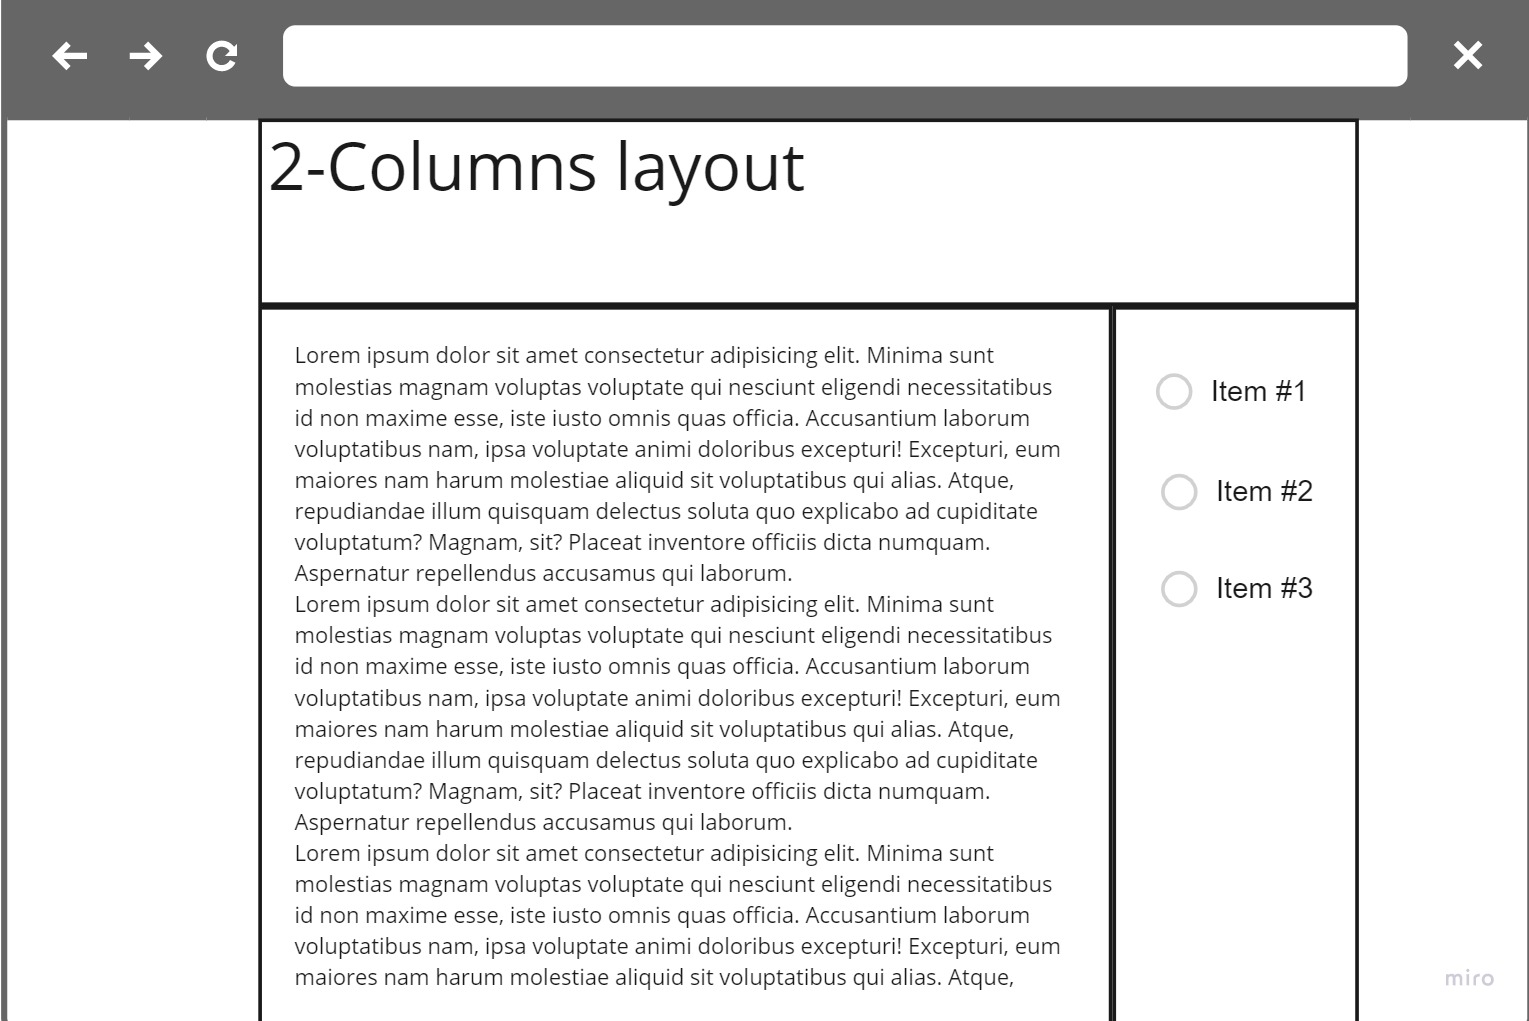 2-Columns layout
Lorem ipsum dolor sit amet consectetur adipisicing elit. Minima sunt
molestias magnam voluptas voluptate qui nesciunt eligendi necessitatibus
id non maxime esse, iste iusto omnis quas officia. Accusantium laborum
voluptatibus nam, ipsa voluptate animi doloribus excepturi! Excepturi, eum
maiores nam harum molestiae aliquid sit voluptatibus qui alias. Atque,
repudiandae illum quisquam delectus soluta quo explicabo ad cupiditate
voluptatum? Magnam, sit? Placeat inventore officiis dicta numquam.
Aspernatur repellendus accusamus qui laborum.
Lorem ipsum dolor sit amet consectetur adipisicing elit. Minima sunt
molestias magnam voluptas voluptate qui nesciunt eligendi necessitatibus
id non maxime esse, iste iusto omnis quas officia. Accusantium laborum
voluptatibus nam, ipsa voluptate animi doloribus excepturi! Excepturi, eum
maiores nam harum molestiae aliquid sit voluptatibus qui alias. Atque,
repudiandae illum quisquam delectus soluta quo explicabo ad cupiditate
voluptatum? Magnam, sit? Placeat inventore officiis dicta numquam.
Aspernatur repellendus accusamus qui laborum.
Lorem ipsum dolor sit amet consectetur adipisicing elit. Minima sunt
molestias magnam voluptas voluptate qui nesciunt eligendi necessitatibus
id non maxime esse, iste iusto omnis quas officia. Accusantium laborum
voluptatibus nam, ipsa voluptate animi doloribus excepturi! Excepturi, eum
maiores nam harum molestiae aliquid sit voluptatibus qui alias. Atque,
Item #1
Item #2
Item #3
miro